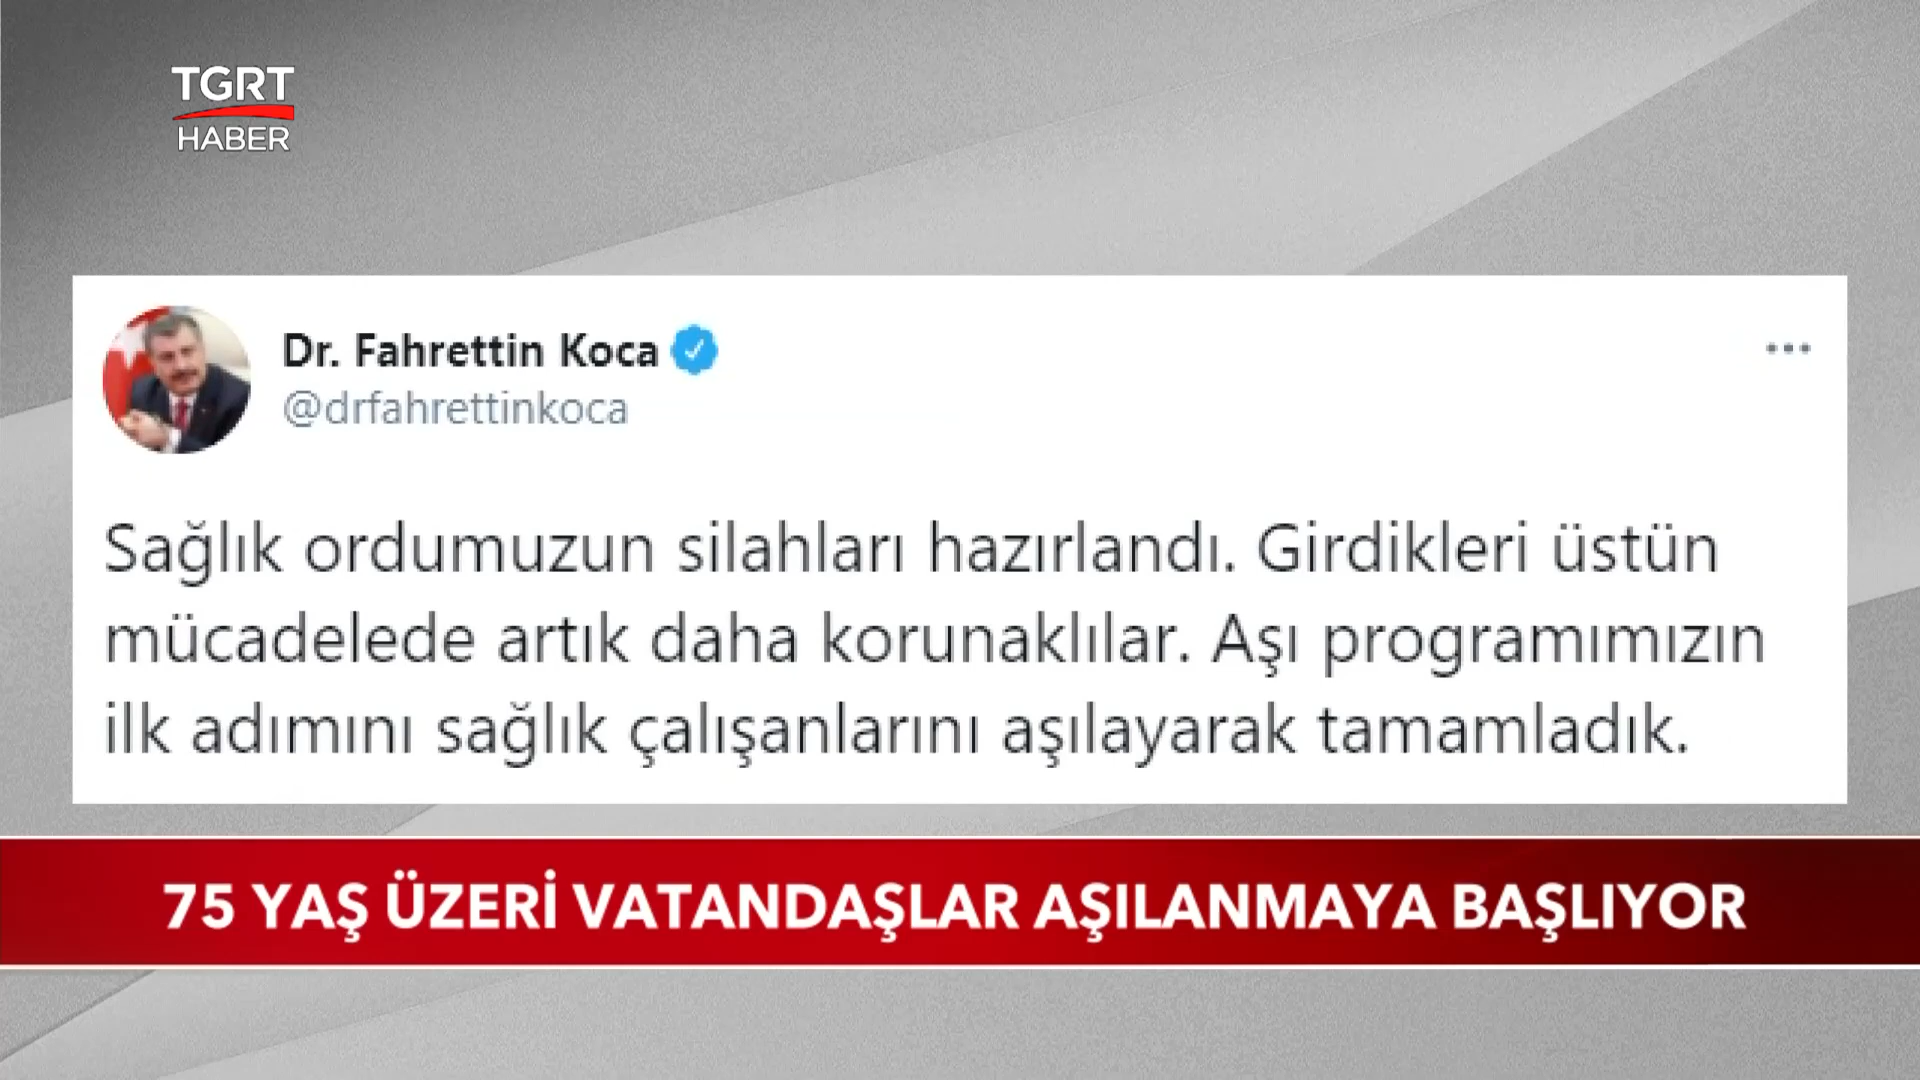 TGRT
HABER
Dr. Fahrettin Koca
@drfahrettinkoca
Sağlık ordumuzun silahları hazırlandı. Girdikleri üstün
mücadelede artık daha korunaklılar. Aşı programımızın
ilk adımını sağlık çalışanlarını aşılayarak tamamladık.
75 YAŞ ÜZERİ VATANDAŞLAR AŞILANMAYA BAŞLIYOR